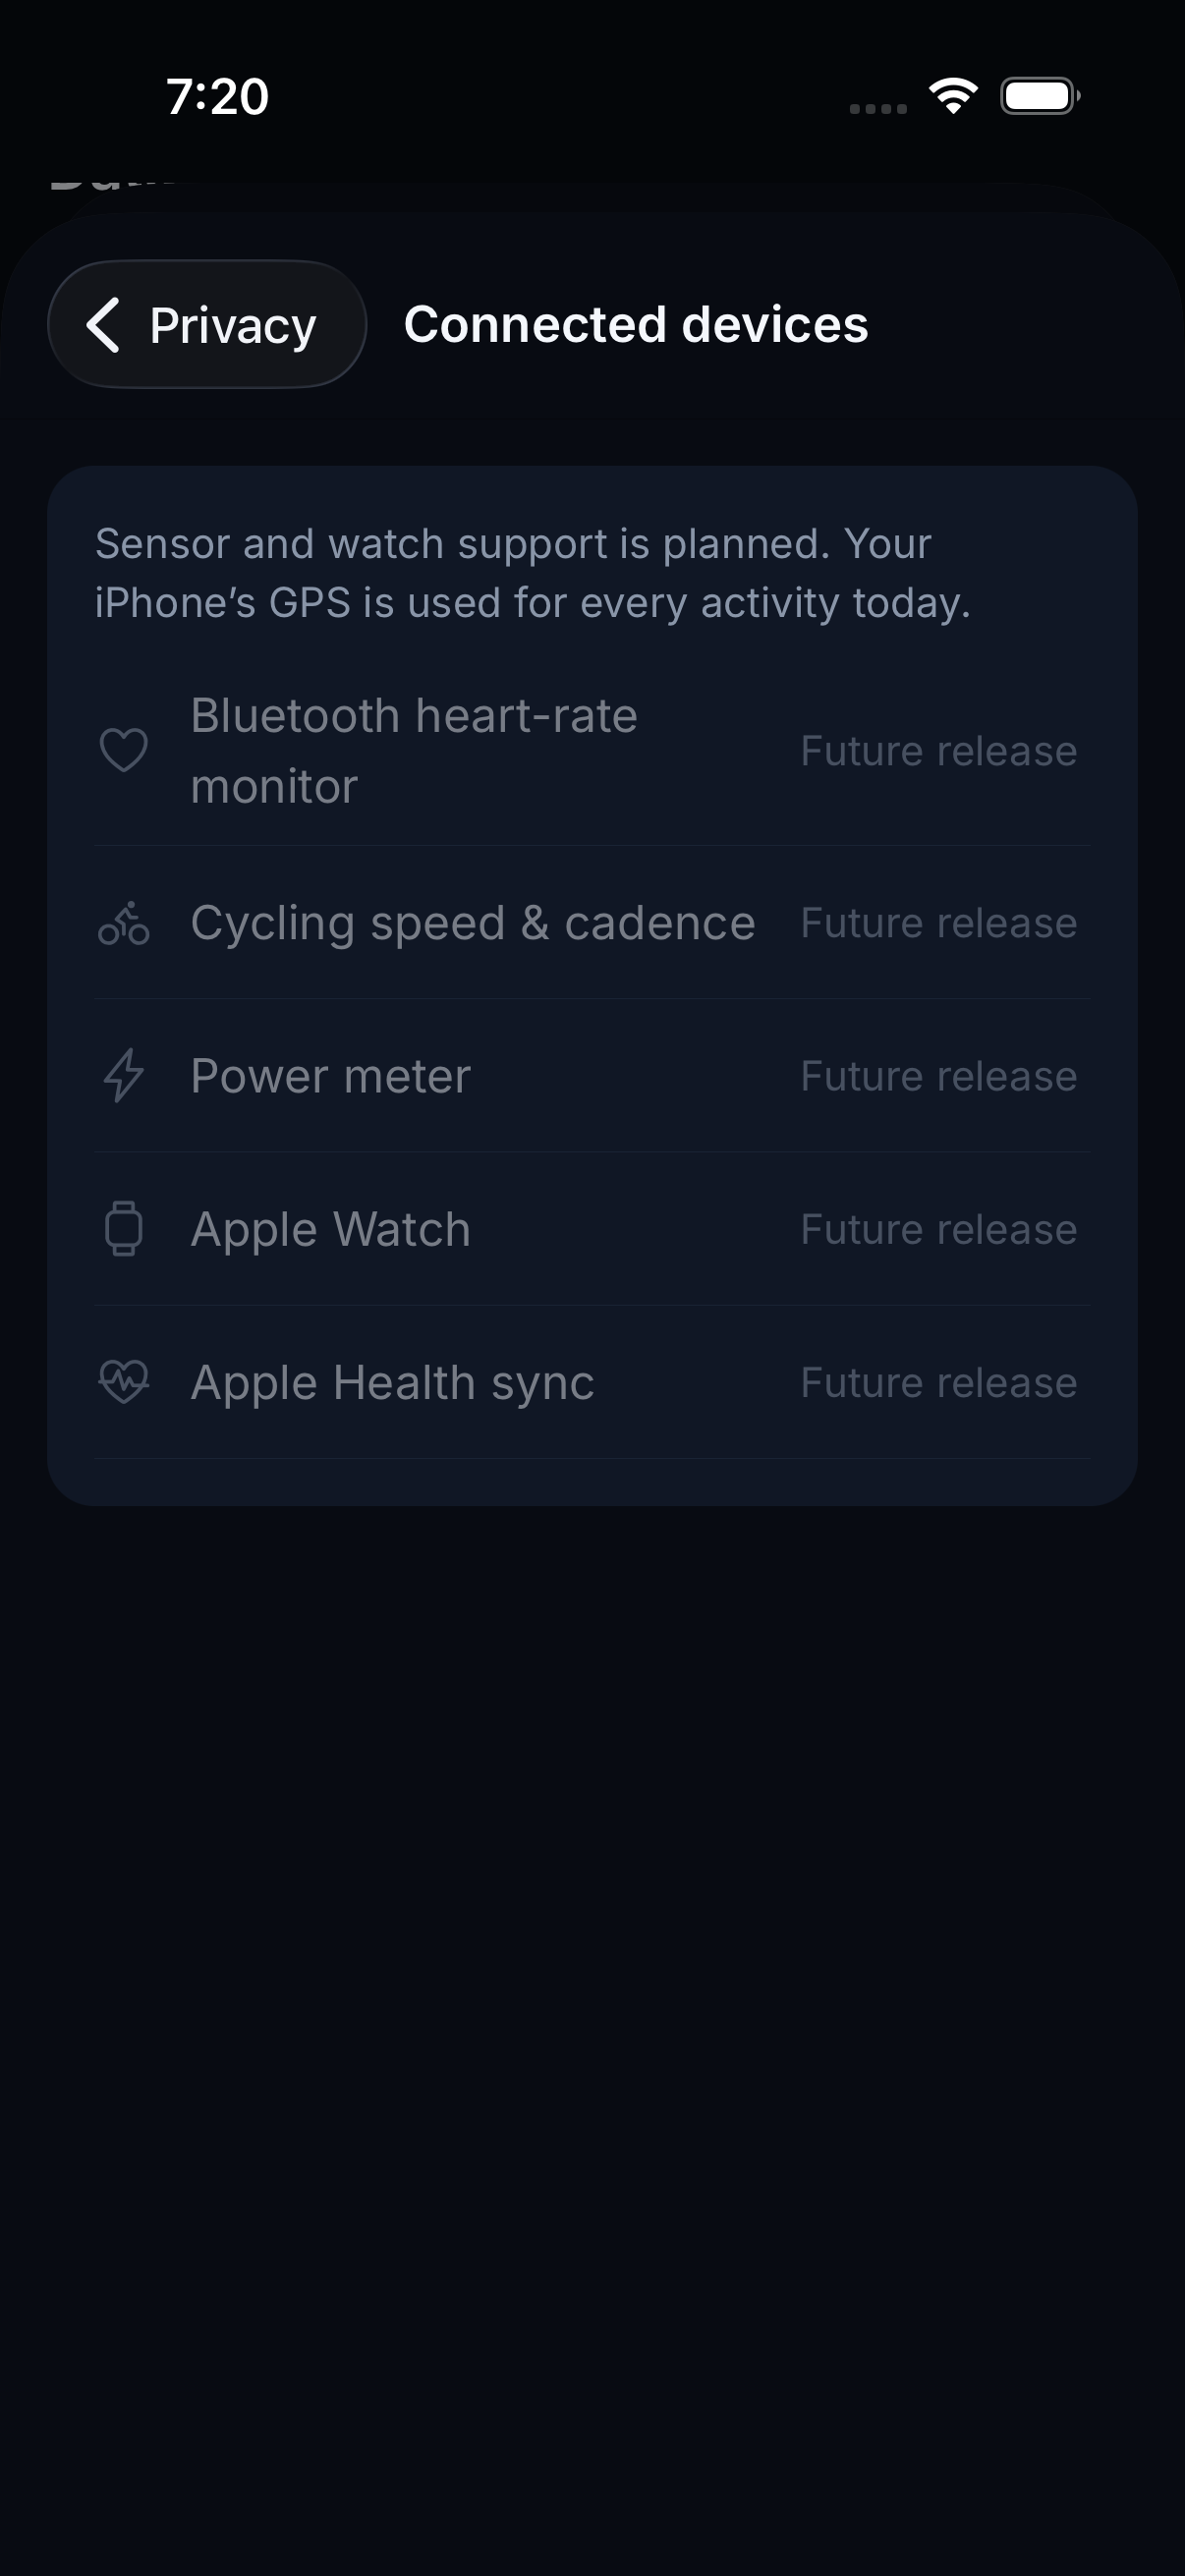 7:20
Privacy
Connected devices
Sensor and watch support is planned. Your
iPhone’s GPS is used for every activity today.
Bluetooth heart-rate
monitor
Future release
Cycling speed & cadence
Future release
Power meter
Future release
Apple Watch
Future release
Apple Health sync
Future release